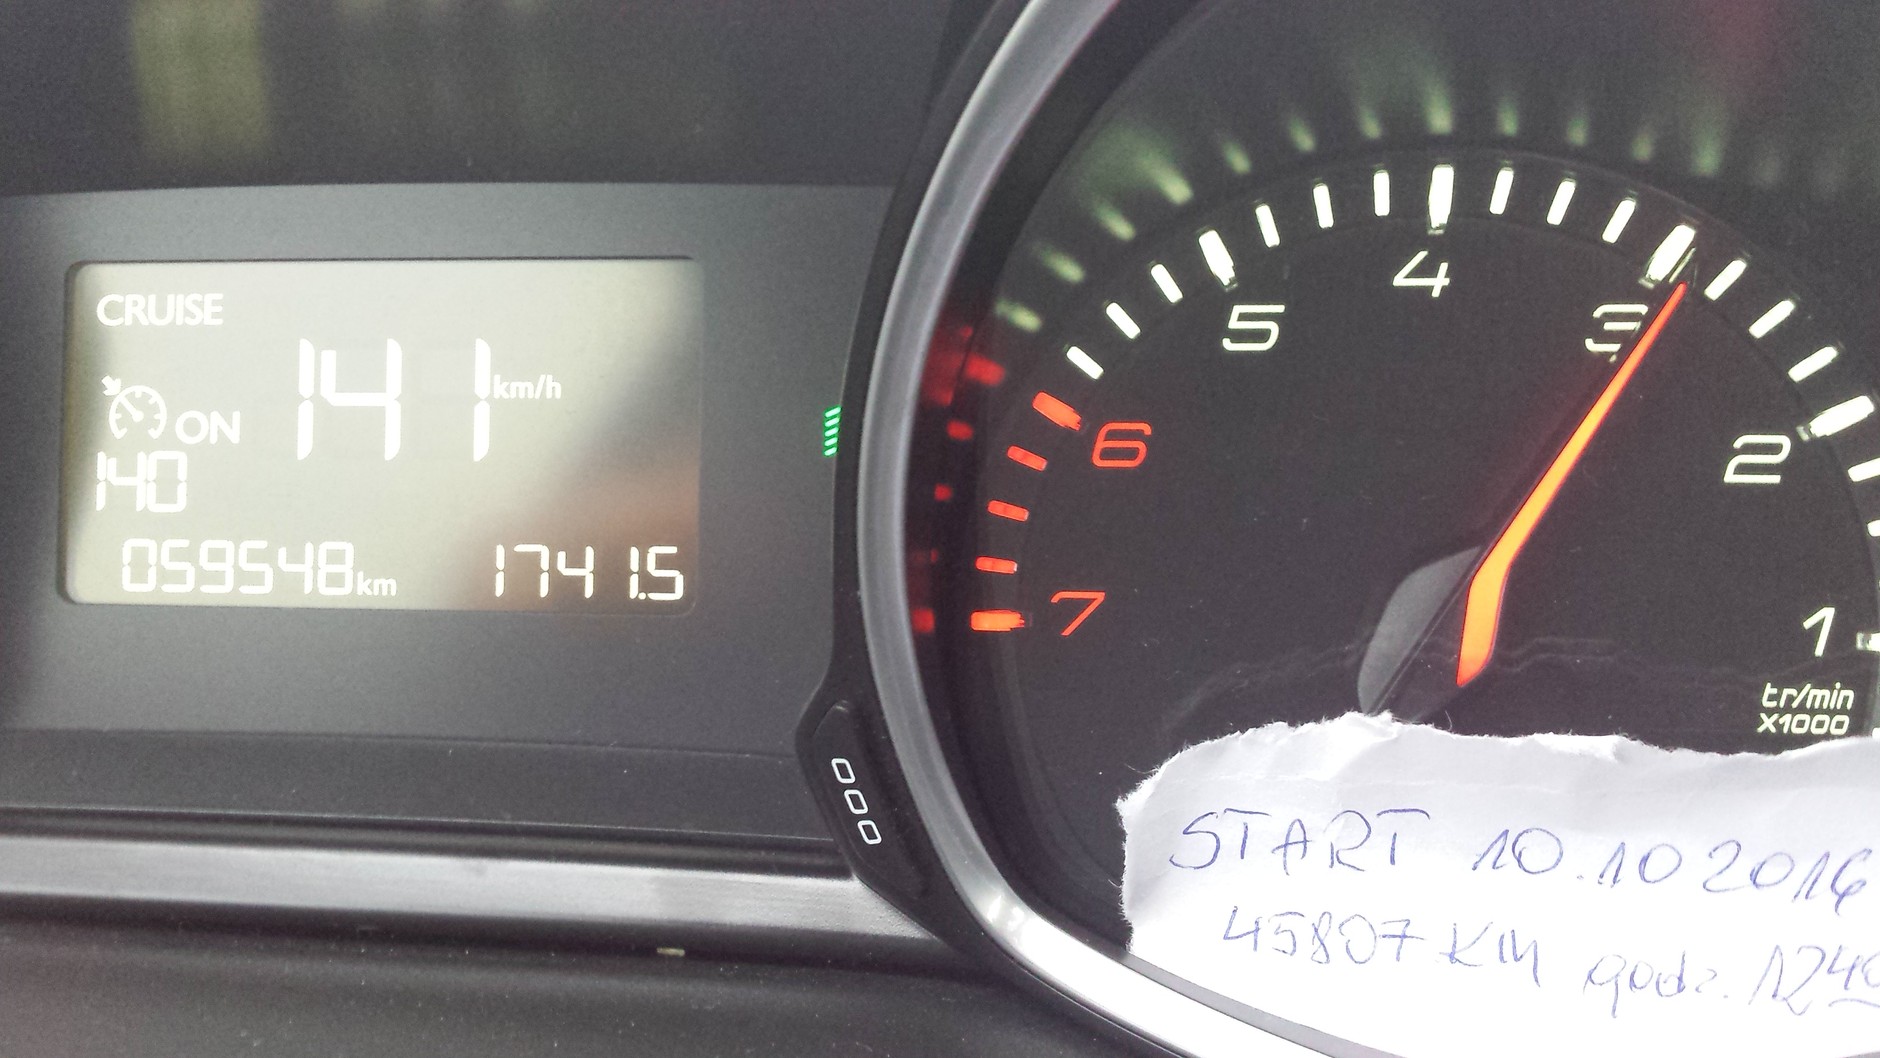 CRUISE
141 km/h
ON
140
059548 km 1741.5
000
7
6
5
4
3
2
1
tr/min
X1000
START 10.10 2016
45807 KM godz. 1240